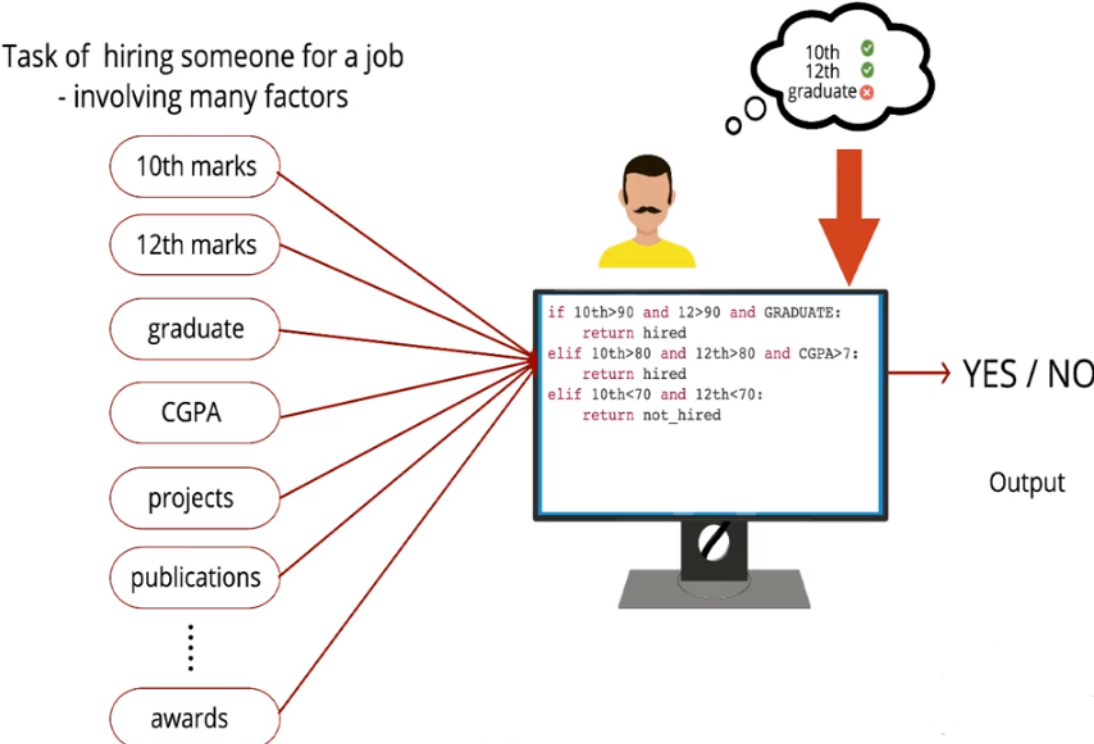 Task of hiring someone for a job
- involving many factors
10th marks
12th marks
graduate
CGPA
projects
publications
awards
10th
12th
graduate
if 10th>90 and 12>90 and GRADUATE:
return hired
elif 10th>80 and 12th>80 and CGPA>7:
return hired
elif 10th<70 and 12th<70:
return not_hired
YES / NO
Output